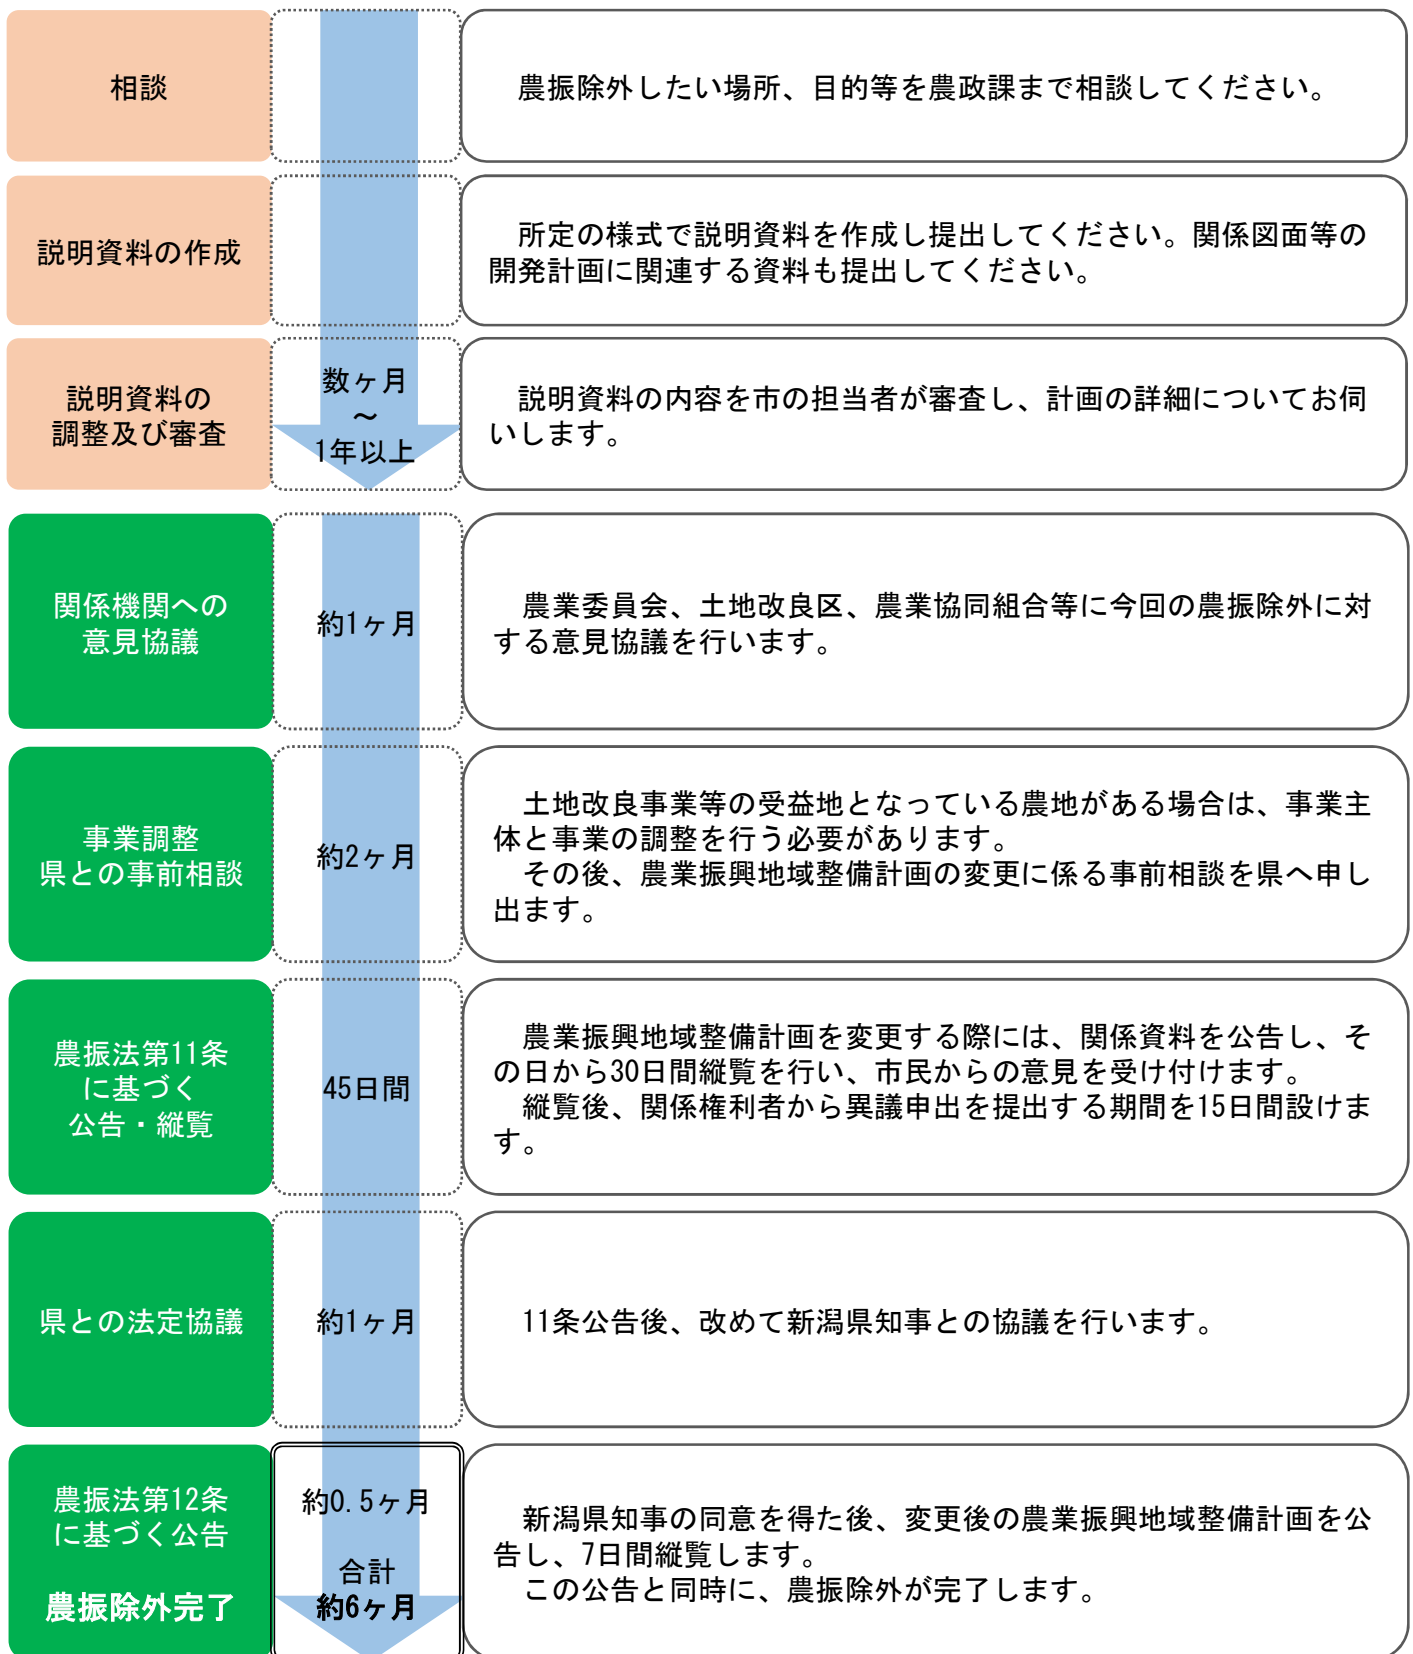 相談
農振除外したい場所、目的等を農政課まで相談してください。
説明資料の作成
所定の様式で説明資料を作成し提出してください。関係図面等の
開発計画に関連する資料も提出してください。
説明資料の
調整及び審査
数ヶ月
～
1年以上
説明資料の内容を市の担当者が審査し、計画の詳細についてお伺
いします。
関係機関への
意見協議
約1ヶ月
農業委員会、土地改良区、農業協同組合等に今回の農振除外に対
する意見協議を行います。
事業調整
県との事前相談
約2ヶ月
土地改良事業等の受益地となっている農地がある場合は、事業主
体と事業の調整を行う必要があります。
その後、農業振興地域整備計画の変更に係る事前相談を県へ申し
出ます。
農振法第11条
に基づく
公告・縦覧
45日間
農業振興地域整備計画を変更する際には、関係資料を公告し、そ
の日から30日間縦覧を行い、市民からの意見を受け付けます。
縦覧後、関係権利者から異議申出を提出する期間を15日間設けま
す。
県との法定協議
約1ヶ月
11条公告後、改めて新潟県知事との協議を行います。
農振法第12条
に基づく公告
農振除外完了
約0.5ヶ月
合計
約6ヶ月
新潟県知事の同意を得た後、変更後の農業振興地域整備計画を公
告し、7日間縦覧します。
この公告と同時に、農振除外が完了します。